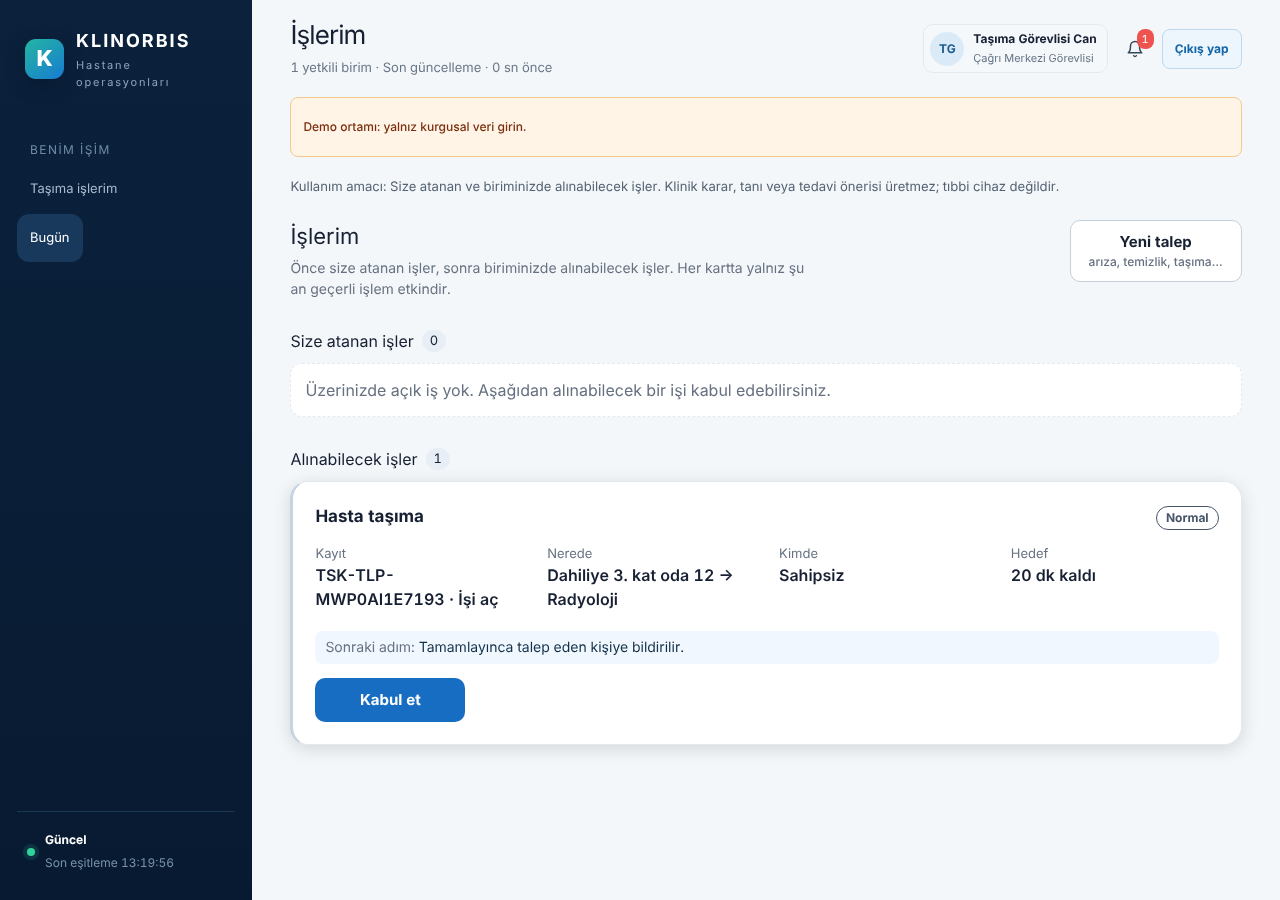 K
KLINORBIS
Hastane
operasyonları
BENİM İŞİM
Taşıma işlerim
Bugün
Güncel
Son eşitleme 13:19:56
İşlerim
1 yetkili birim · Son güncelleme · 0 sn önce
TG
Taşıma Görevlisi Can
Çağrı Merkezi Görevlisi
1
Çıkış yap
Demo ortamı: yalnız kurgusal veri girin.
Kullanım amacı: Size atanan ve biriminizde alınabilecek işler. Klinik karar, tanı veya tedavi önerisi üretmez; tıbbi cihaz değildir.
İşlerim
Önce size atanan işler, sonra biriminizde alınabilecek işler. Her kartta yalnız şu
an geçerli işlem etkindir.
Yeni talep
arıza, temizlik, taşıma…
Size atanan işler 0
Üzerinizde açık iş yok. Aşağıdan alınabilecek bir işi kabul edebilirsiniz.
Alınabilecek işler 1
Hasta taşıma
Normal
Kayıt
TSK-TLP-
MWP0AI1E7193 · İşi aç
Nerede
Dahiliye 3. kat oda 12 →
Radyoloji
Kimde
Sahipsiz
Hedef
20 dk kaldı
Sonraki adım: Tamamlayınca talep eden kişiye bildirilir.
Kabul et